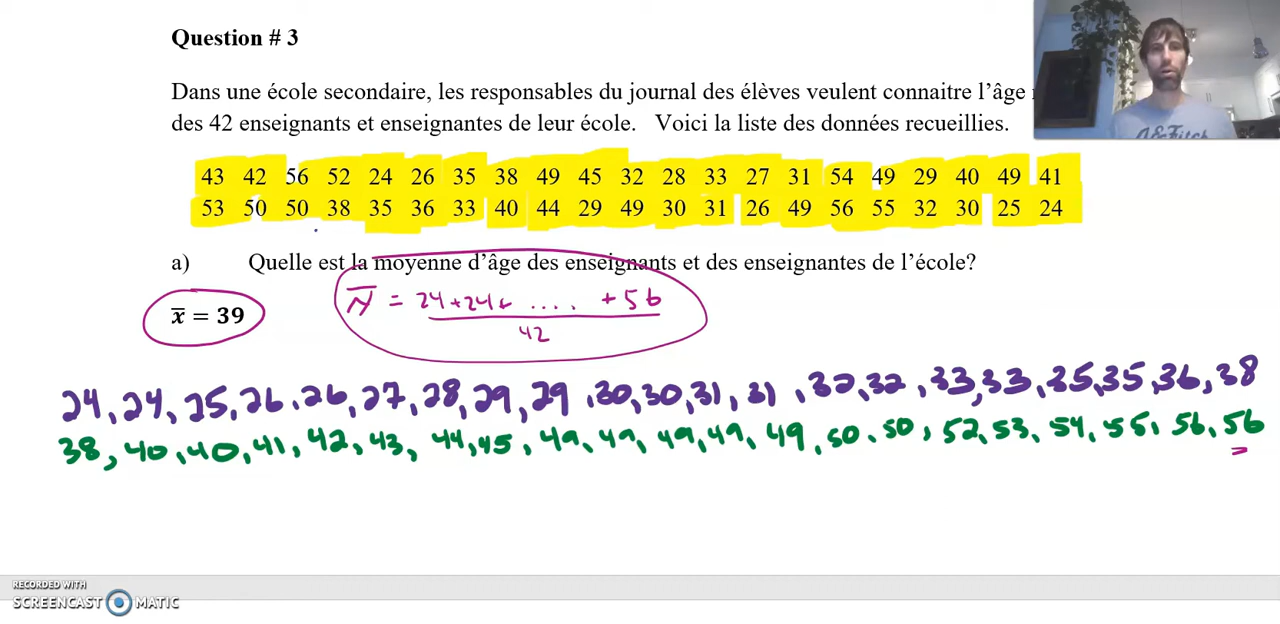 Question # 3
Dans une école secondaire, les responsables du journal des élèves veulent connaitre l'âge
des 42 enseignants et enseignantes de leur école. Voici la liste des données recueillies.
43 42 56 52 24 26 35 38 49 45 32 28 33 27 31 54 49 29 40 49 41
53 50 50 38 35 36 33 40 44 29 49 30 31 26 49 56 55 32 30 25 24
a) Quelle est la moyenne d'âge des enseignants et des enseignantes de l'école?
= 24+24+ .... +56
42
x̅ = 39
24, 24, 25, 26, 26, 27, 28, 29, 29, 30, 30, 31, 31, 32, 32, 33, 33, 35, 35, 36, 38
38, 40, 40, 41, 42, 43, 44, 45, 49, 49, 49, 49, 49, 50, 50, 52, 53, 54, 55, 56, 56
RECORDED WITH
SCREENCAST MATIC